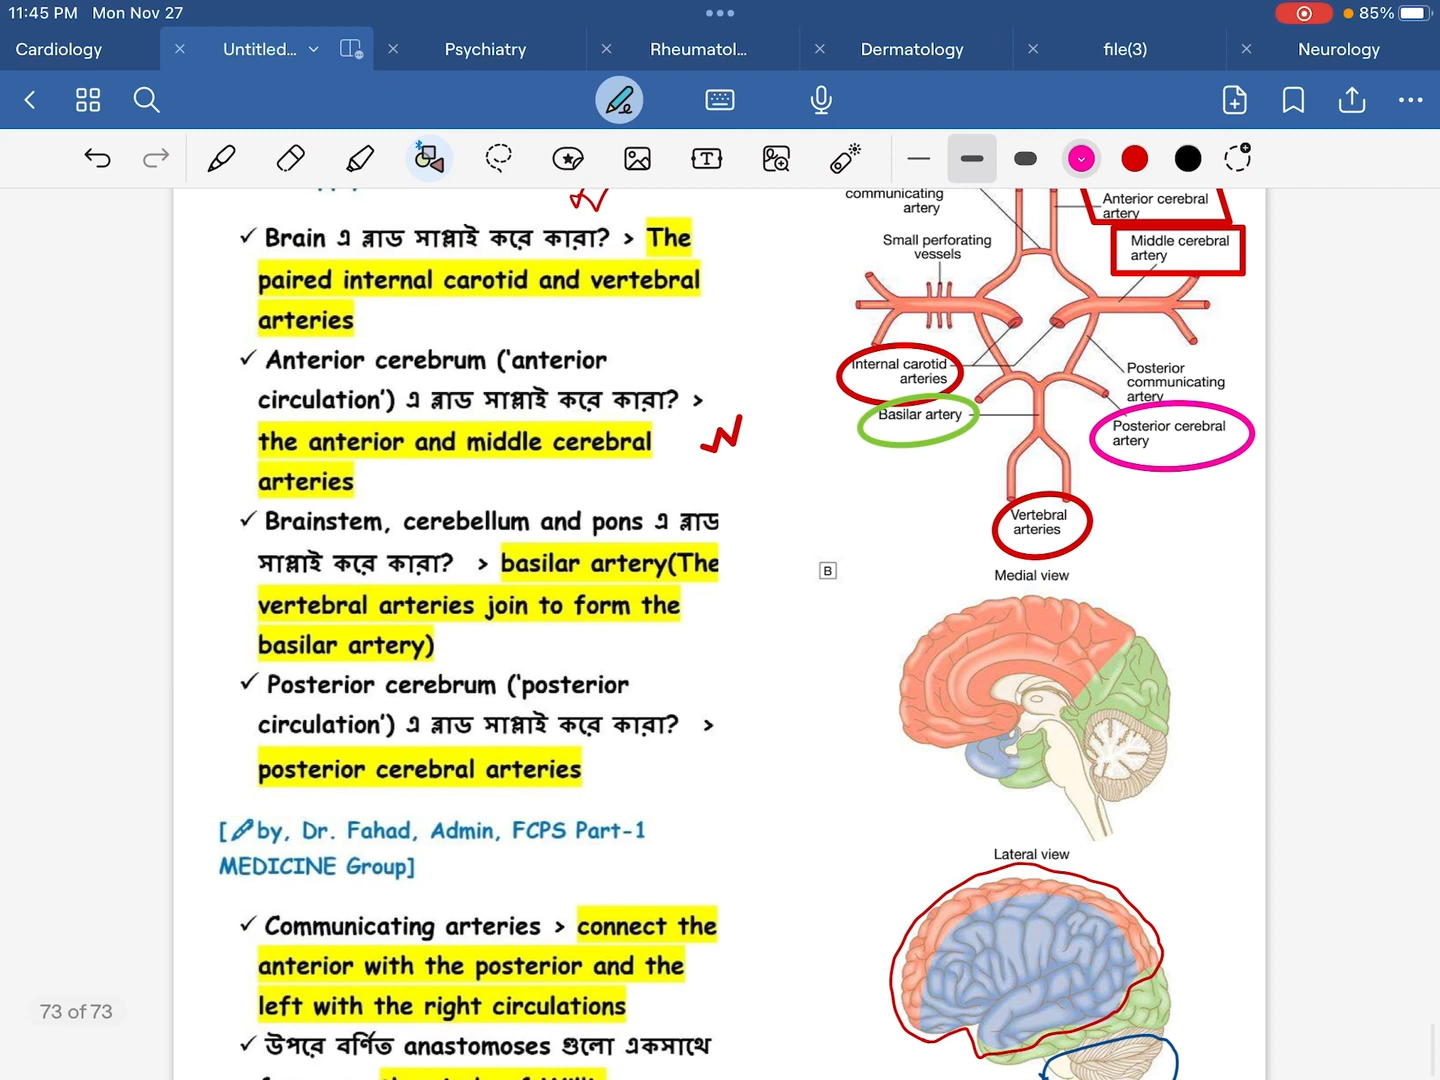 11:45 PM Mon Nov 27
85%
Cardiology
Untitled...
Psychiatry
Rheumatol...
Dermatology
file(3)
Neurology
✓ Brain এ ব্লাড সাপ্লাই করে কারা? > The
paired internal carotid and vertebral
arteries
✓ Anterior cerebrum ('anterior
circulation') এ ব্লাড সাপ্লাই করে কারা? >
the anterior and middle cerebral
arteries
✓ Brainstem, cerebellum and pons এ ব্লাড
সাপ্লাই করে কারা? > basilar artery(The
vertebral arteries join to form the
basilar artery)
✓ Posterior cerebrum ('posterior
circulation') এ ব্লাড সাপ্লাই করে কারা? >
posterior cerebral arteries
[by, Dr. Fahad, Admin, FCPS Part-1
MEDICINE Group]
✓ Communicating arteries > connect the
anterior with the posterior and the
left with the right circulations
✓ উপরে বর্ণিত anastomoses গুলো একসাথে
communicating
artery
Anterior cerebral
artery
Small perforating
vessels
Middle cerebral
artery
Internal carotid
arteries
Posterior
communicating
artery
Basilar artery
Posterior cerebral
artery
Vertebral
arteries
B
Medial view
Lateral view
73 of 73